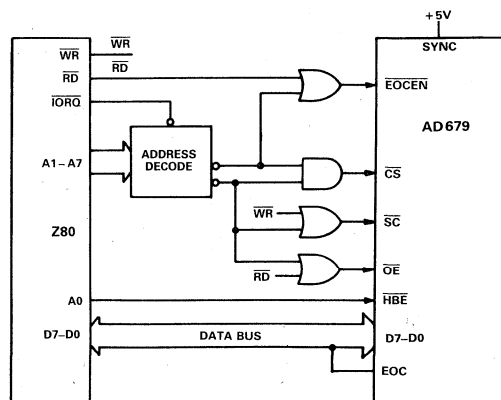 +5V
SYNC
WR
WR
RD
RD
EOCEN
IORQ
AD679
A1–A7
ADDRESS
DECODE
CS
WR
SC
Z80
RD
OE
A0
HBE
D7–D0
DATA BUS
D7–D0
EOC